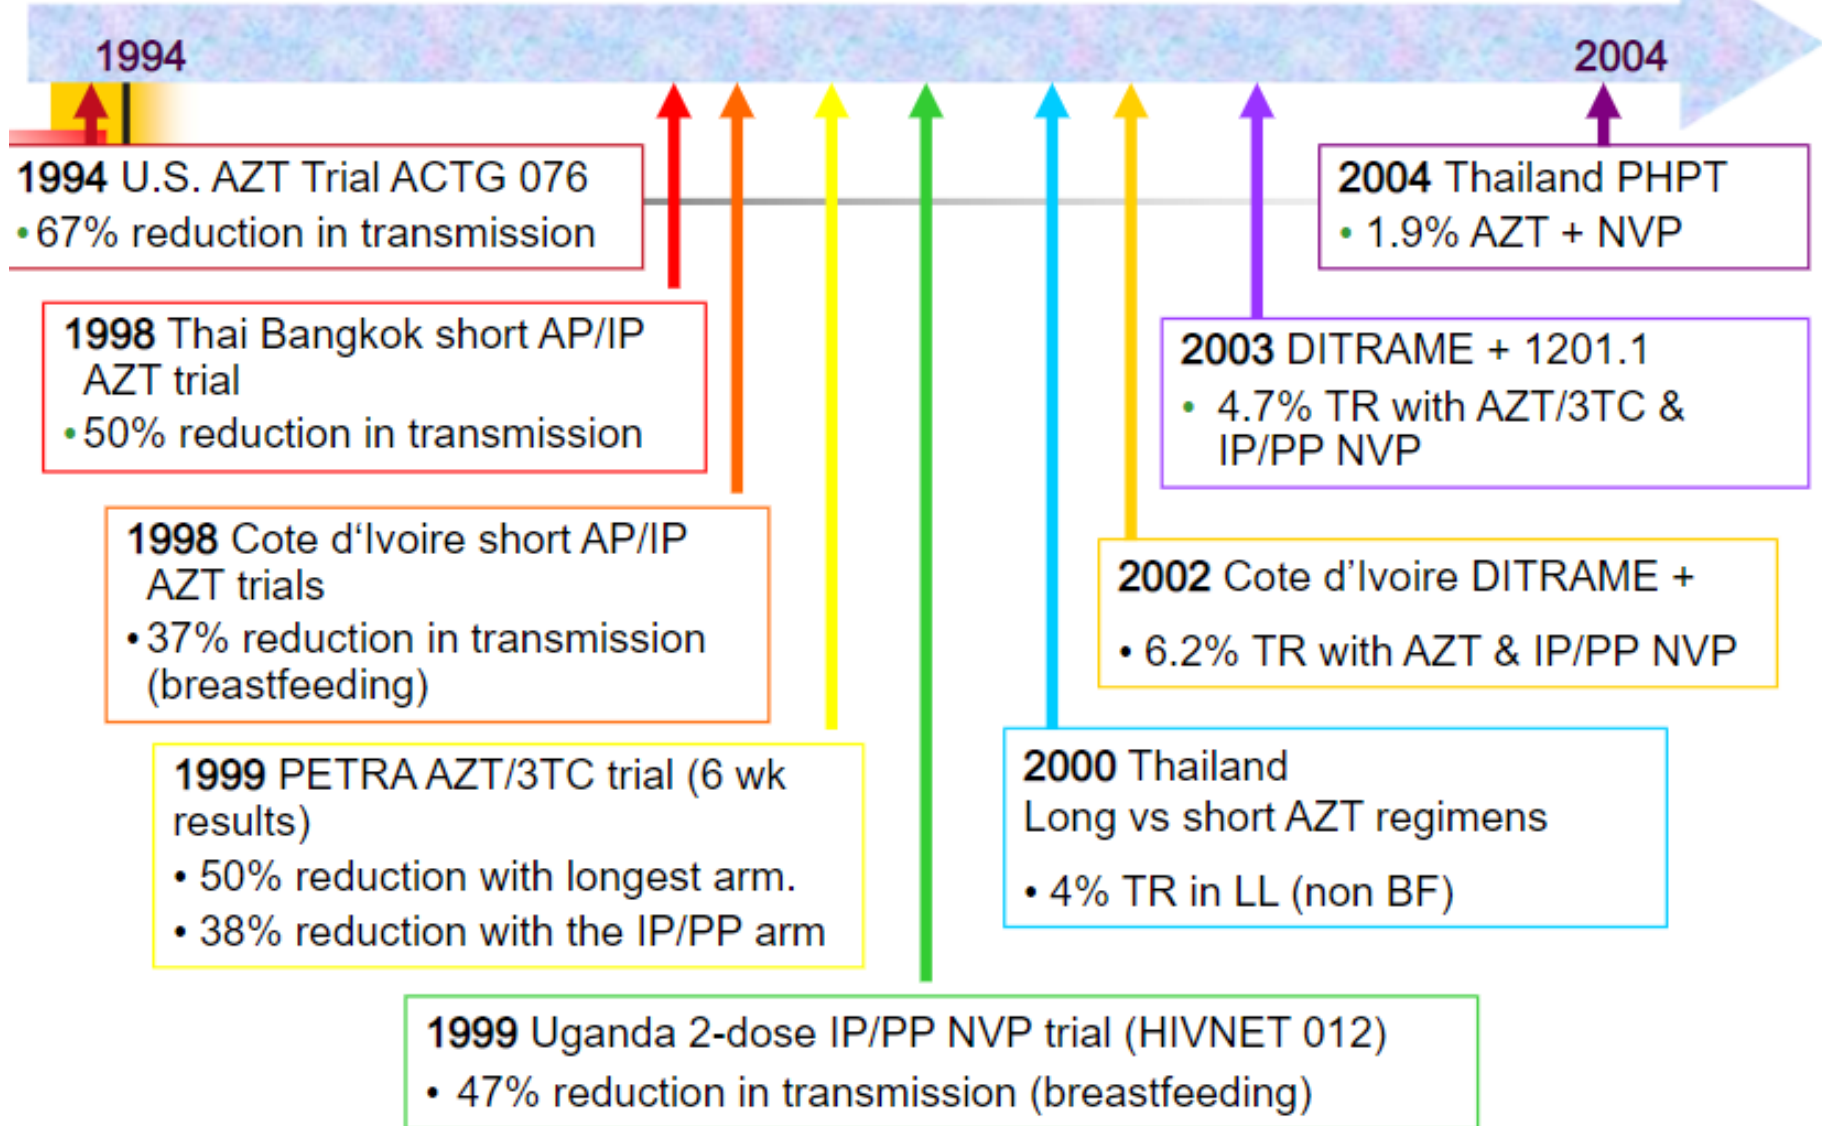 1994
2004
1994 U.S. AZT Trial ACTG 076
•67% reduction in transmission
1998 Thai Bangkok short AP/IP
AZT trial
•50% reduction in transmission
1998 Cote d‘Ivoire short AP/IP
AZT trials
•37% reduction in transmission
(breastfeeding)
1999 PETRA AZT/3TC trial (6 wk
results)
• 50% reduction with longest arm.
• 38% reduction with the IP/PP arm
1999 Uganda 2-dose IP/PP NVP trial (HIVNET 012)
• 47% reduction in transmission (breastfeeding)
2000 Thailand
Long vs short AZT regimens
• 4% TR in LL (non BF)
2002 Cote d’Ivoire DITRAME +
• 6.2% TR with AZT & IP/PP NVP
2003 DITRAME + 1201.1
• 4.7% TR with AZT/3TC &
IP/PP NVP
2004 Thailand PHPT
• 1.9% AZT + NVP